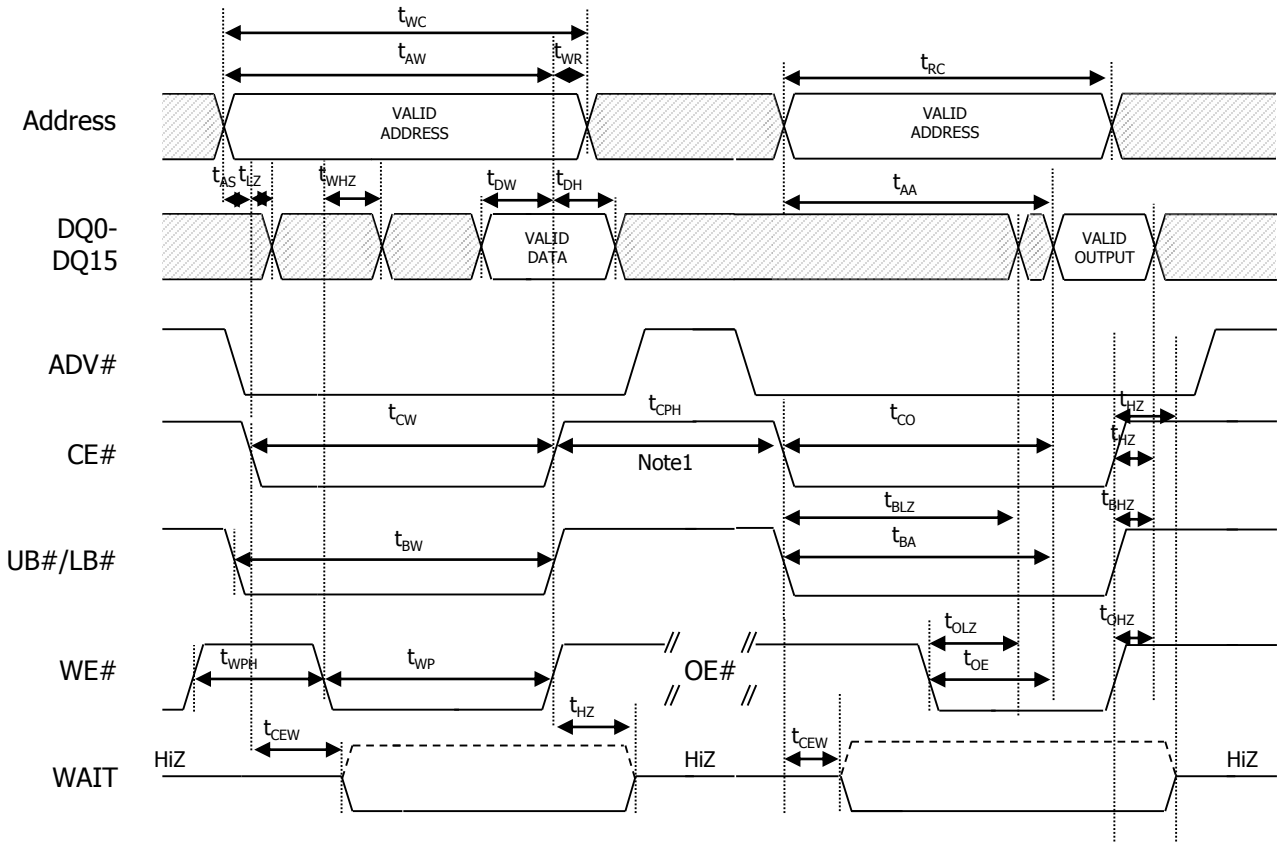 tWC
tAW
tWR
tRC
Address
VALID
ADDRESS
VALID
ADDRESS
tAS
tLZ
tWHZ
tDW
tDH
tAA
DQ0-
DQ15
VALID
DATA
VALID
OUTPUT
ADV#
tCW
tCPH
tCO
tHZ
CE#
Note1
tHZ
tBLZ
tBHZ
UB#/LB#
tBW
tBA
tOLZ
tOHZ
WE#
tWPH
tWP
OE#
tOE
tCEW
tHZ
tCEW
WAIT
HiZ
HiZ
HiZ